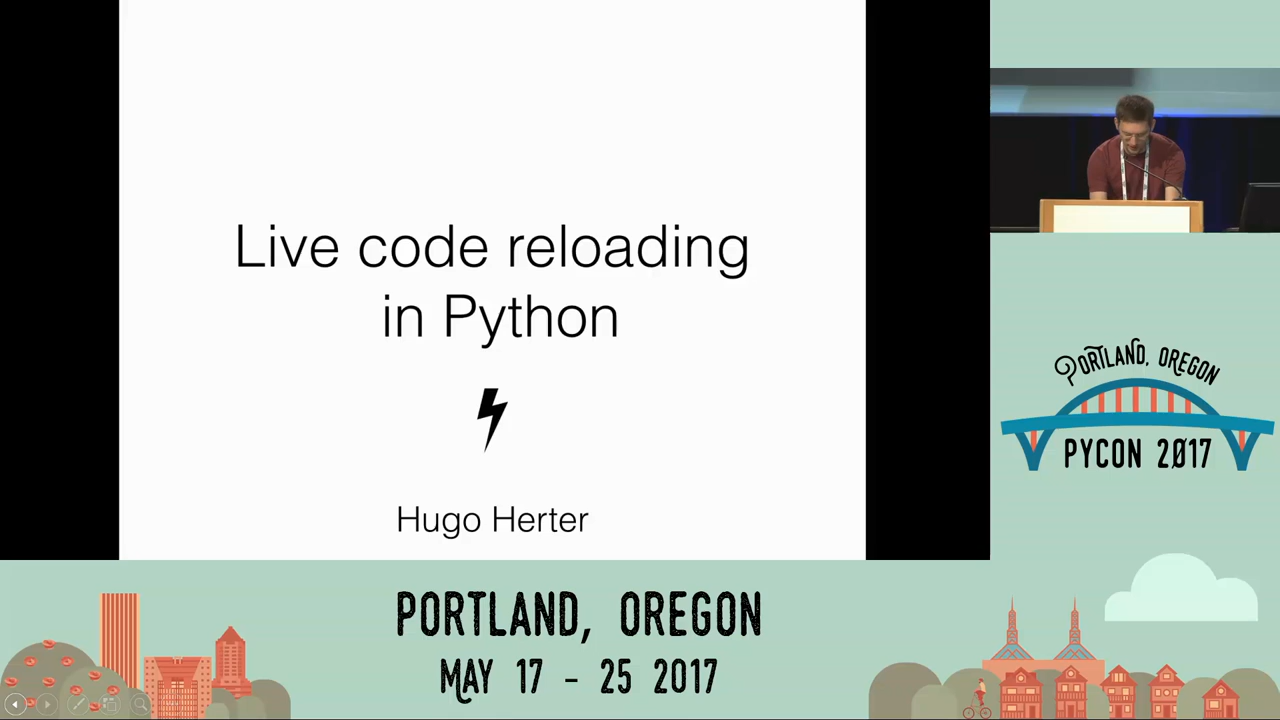 Live code reloading
in Python
Hugo Herter
PORTLAND, OREGON
PYCON 2017
PORTLAND, OREGON
MAY 17 - 25 2017